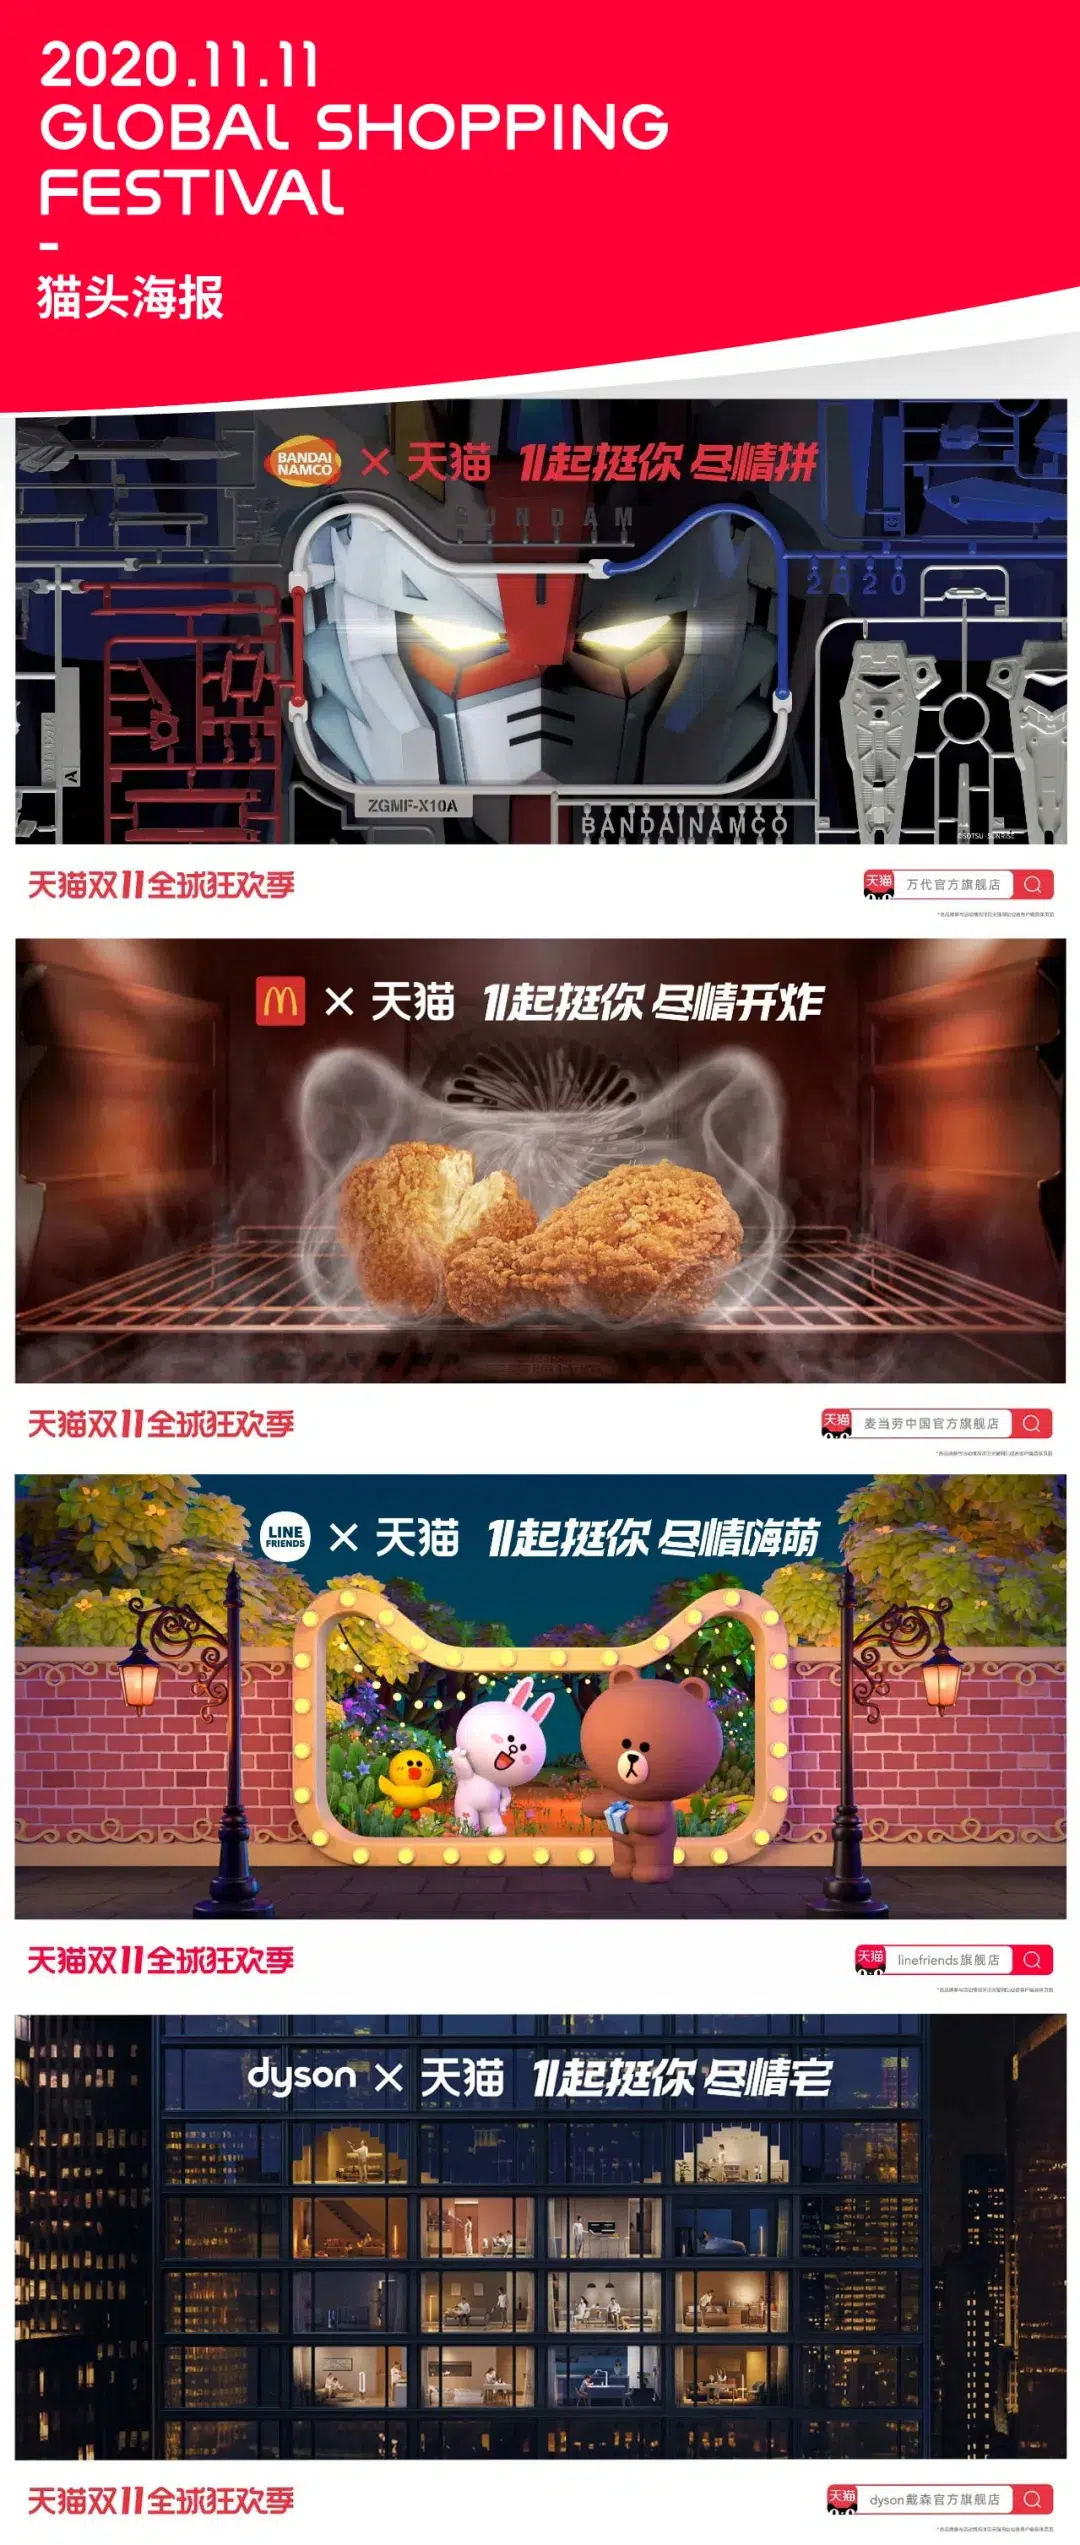 2020.11.11
GLOBAL SHOPPING
FESTIVAL
-
猫头海报
BANDAI
NAMCO
× 天猫 11起挺你 尽情拼
GUNDAM
2020
A
ZGMF-X10A
BANDAINAMCO
©SOTSU·SUNRISE
天猫双11全球狂欢季
天猫 万代官方旗舰店
× 天猫 11起挺你 尽情开炸
天猫双11全球狂欢季
天猫 麦当劳中国官方旗舰店
LINE
FRIENDS
× 天猫 11起挺你 尽情嗨萌
天猫双11全球狂欢季
天猫 linefriends旗舰店
dyson × 天猫 11起挺你 尽情宅
天猫双11全球狂欢季
天猫 dyson戴森官方旗舰店